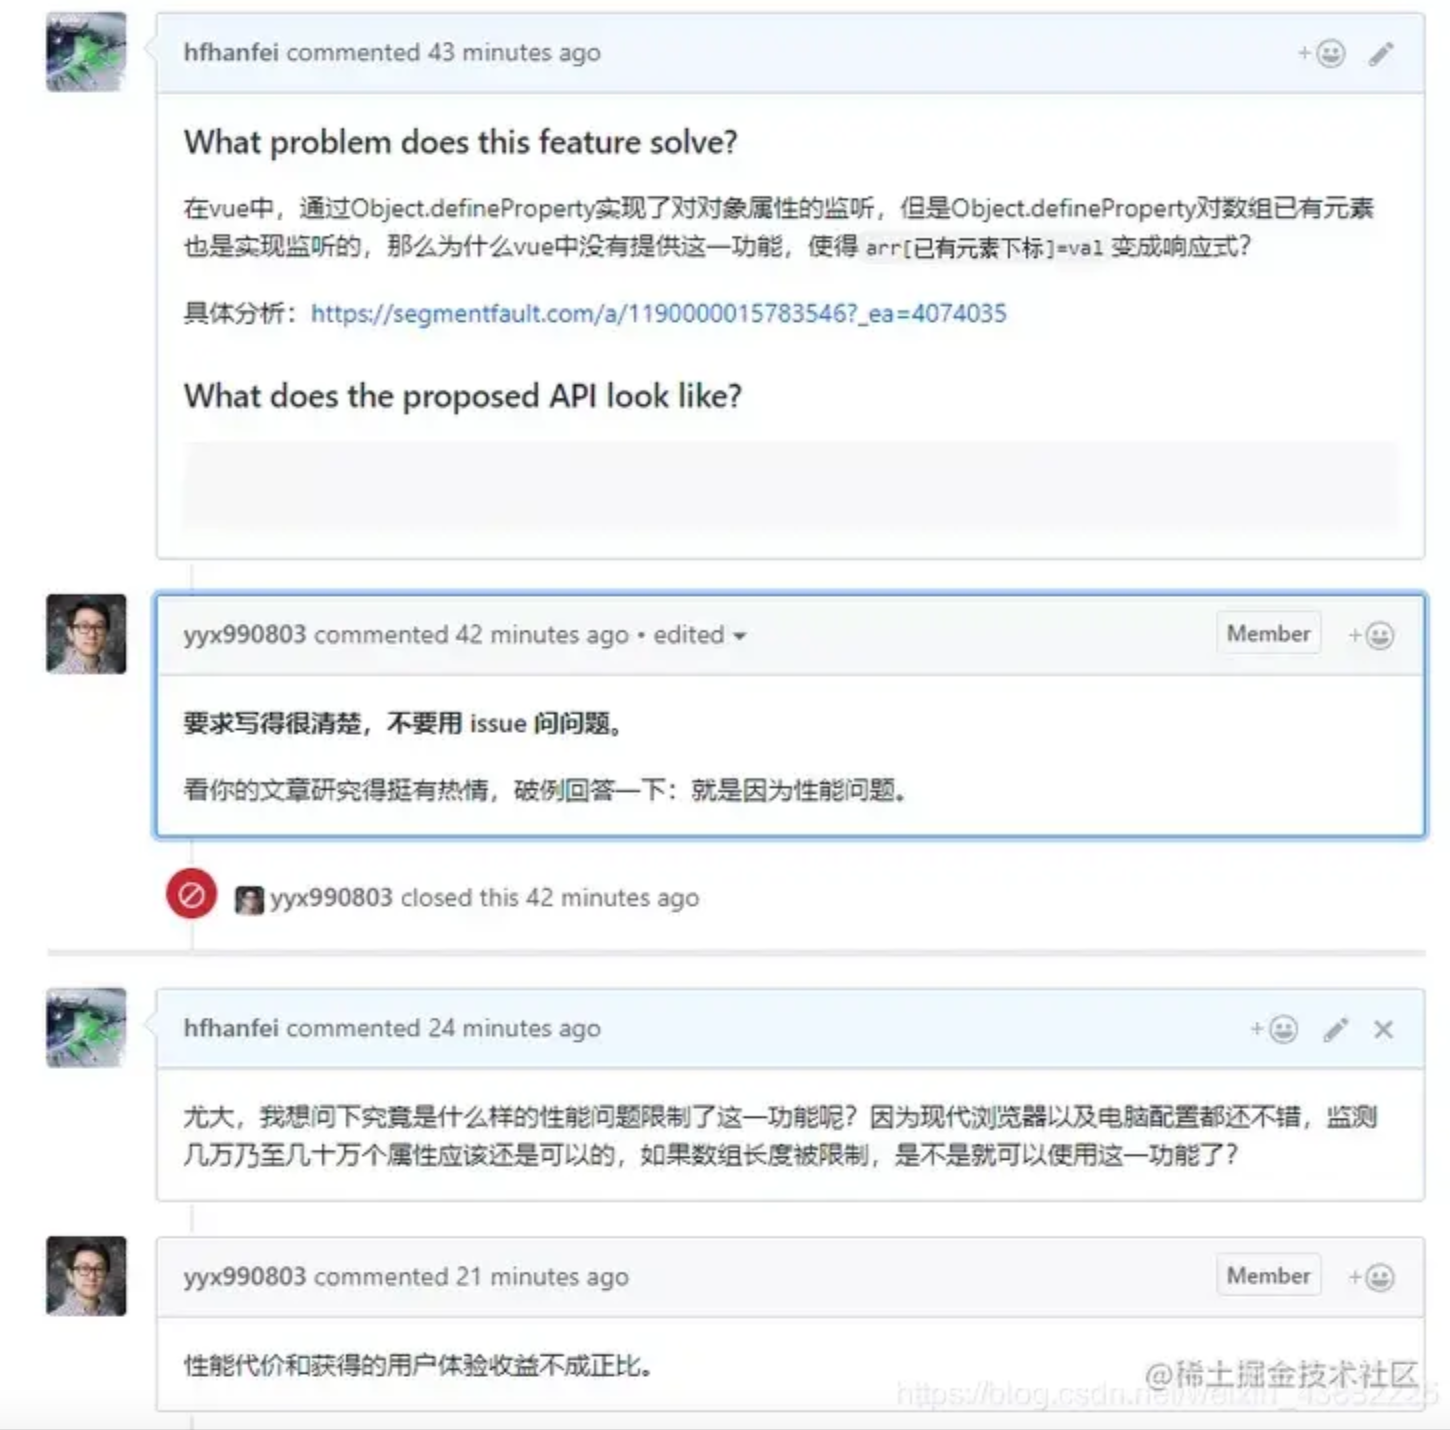 hfhanfei commented 43 minutes ago
What problem does this feature solve?
在vue中，通过Object.defineProperty实现了对对象属性的监听，但是Object.defineProperty对数组已有元素
也是实现监听的，那么为什么vue中没有提供这一功能，使得 arr[已有元素下标]=val 变成响应式？
具体分析：https://segmentfault.com/a/1190000015783546?_ea=4074035
What does the proposed API look like?
yyx990803 commented 42 minutes ago • edited
Member
要求写得很清楚，不要用 issue 问问题。
看你的文章研究得挺有热情，破例回答一下：就是因为性能问题。
yyx990803 closed this 42 minutes ago
hfhanfei commented 24 minutes ago
尤大，我想问下究竟是什么样的性能问题限制了这一功能呢？因为现代浏览器以及电脑配置都还不错，监测
几万乃至几十万个属性应该还是可以的，如果数组长度被限制，是不是就可以使用这一功能了？
yyx990803 commented 21 minutes ago
Member
性能代价和获得的用户体验收益不成正比。
@稀土掘金技术社区